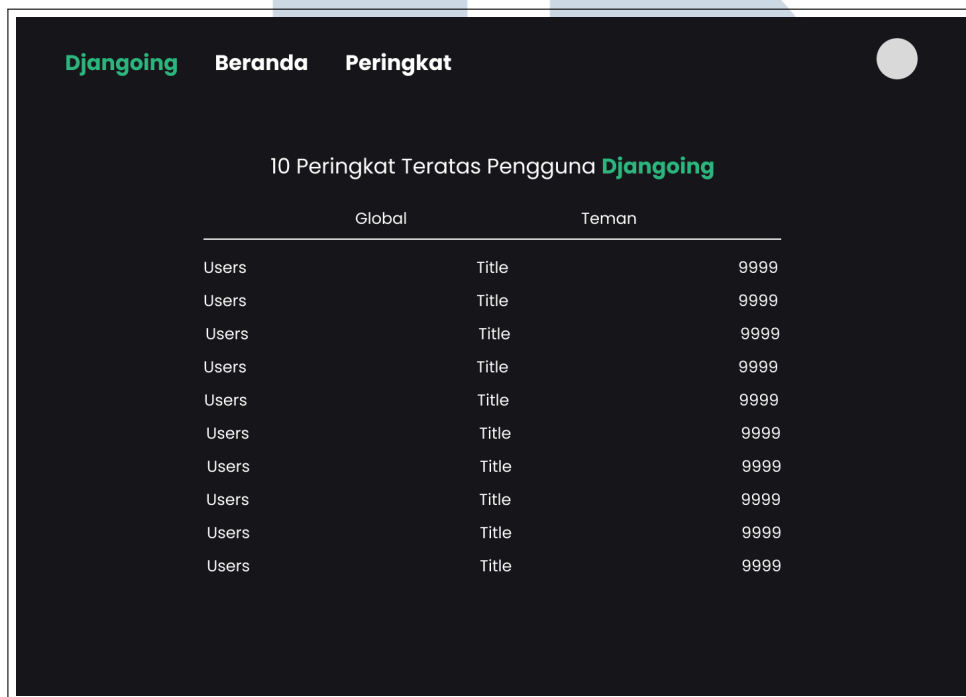 Djangoing Beranda Peringkat
10 Peringkat Teratas Pengguna Djangoing
Global Teman
Users Title 9999
Users Title 9999
Users Title 9999
Users Title 9999
Users Title 9999
Users Title 9999
Users Title 9999
Users Title 9999
Users Title 9999
Users Title 9999